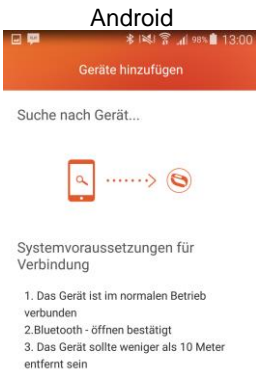 Android
98% 13:00
Geräte hinzufügen
Suche nach Gerät...
Systemvoraussetzungen für
Verbindung
1. Das Gerät ist im normalen Betrieb
verbunden
2.Bluetooth - öffnen bestätigt
3. Das Gerät sollte weniger als 10 Meter
entfernt sein